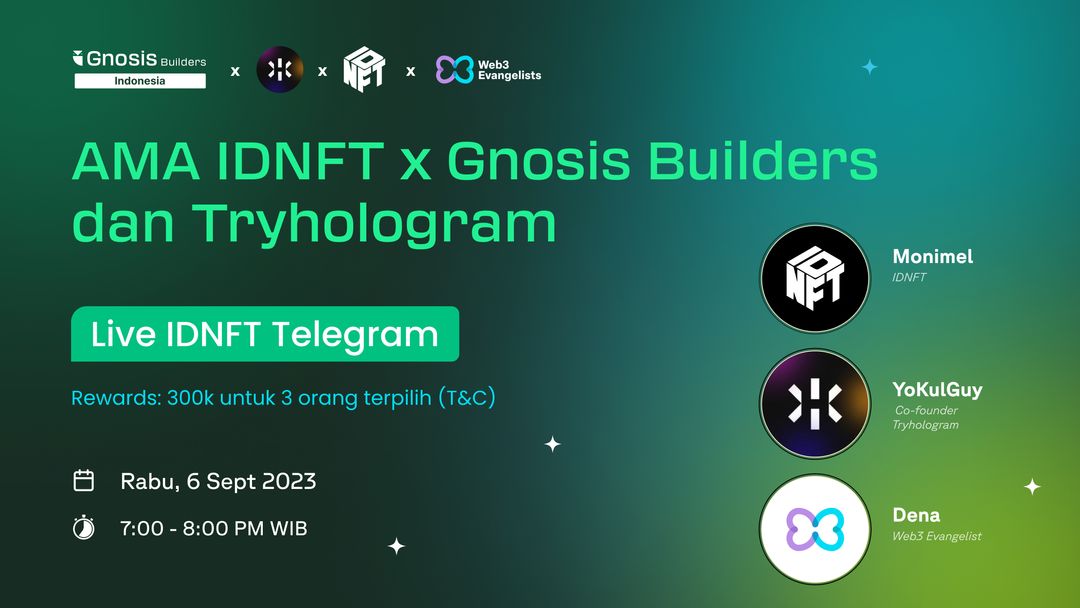 Gnosis Builders
Indonesia
x
x
IDNFT
x
Web3
Evangelists
AMA IDNFT x Gnosis Builders
dan Tryhologram
Live IDNFT Telegram
Rewards: 300k untuk 3 orang terpilih (T&C)
Rabu, 6 Sept 2023
7:00 - 8:00 PM WIB
IDNFT
Monimel
IDNFT
YoKulGuy
Co-founder
Tryhologram
Dena
Web3 Evangelist